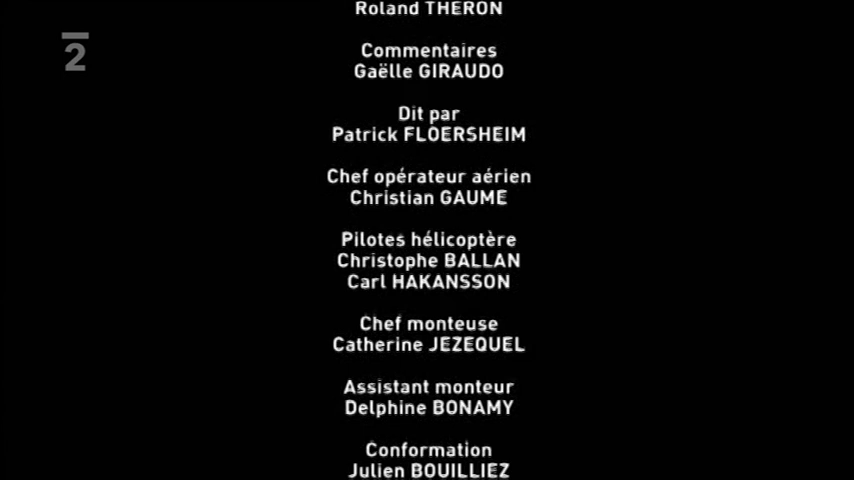 Roland THERON
2
Commentaires
Gaëlle GIRAUDO
Dit par
Patrick FLOERSHEIM
Chef opérateur aérien
Christian GAUME
Pilotes hélicoptère
Christophe BALLAN
Carl HAKANSSON
Chef monteuse
Catherine JEZEQUEL
Assistant monteur
Delphine BONAMY
Conformation
Julien BOUILLIEZ